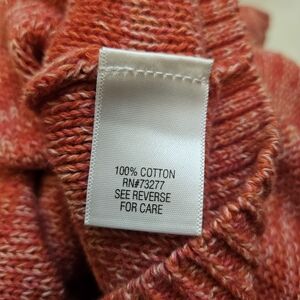 100% COTTON
RN#73277
SEE REVERSE
FOR CARE